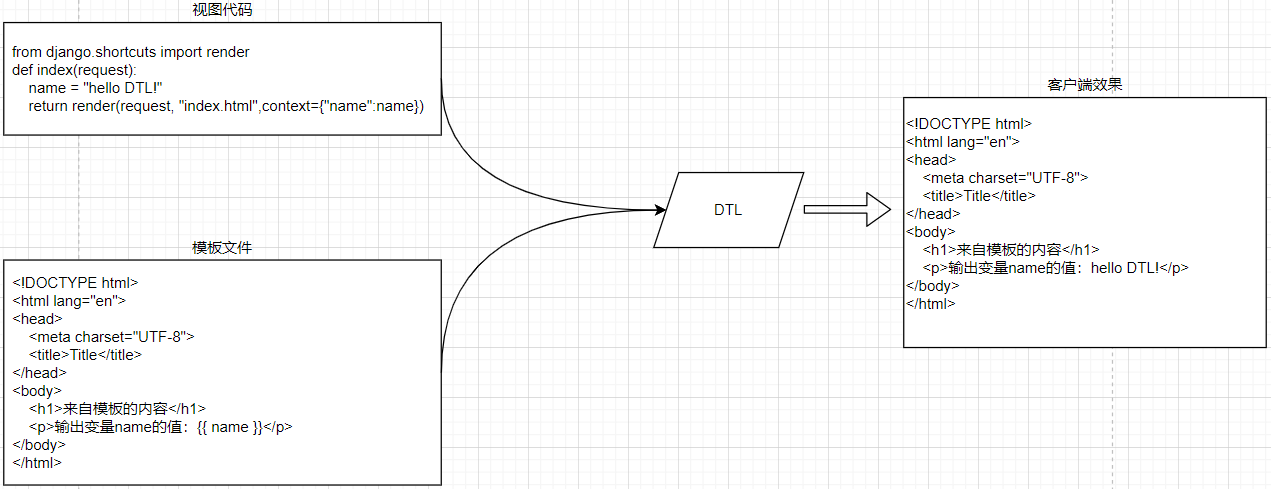 视图代码
from django.shortcuts import render
def index(request):
    name = "hello DTL!"
    return render(request, "index.html",context={"name":name})
模板文件
<!DOCTYPE html>
<html lang="en">
<head>
    <meta charset="UTF-8">
    <title>Title</title>
</head>
<body>
    <h1>来自模板的内容</h1>
    <p>输出变量name的值：{{ name }}</p>
</body>
</html>
DTL
客户端效果
<!DOCTYPE html>
<html lang="en">
<head>
    <meta charset="UTF-8">
    <title>Title</title>
</head>
<body>
    <h1>来自模板的内容</h1>
    <p>输出变量name的值：hello DTL!</p>
</body>
</html>